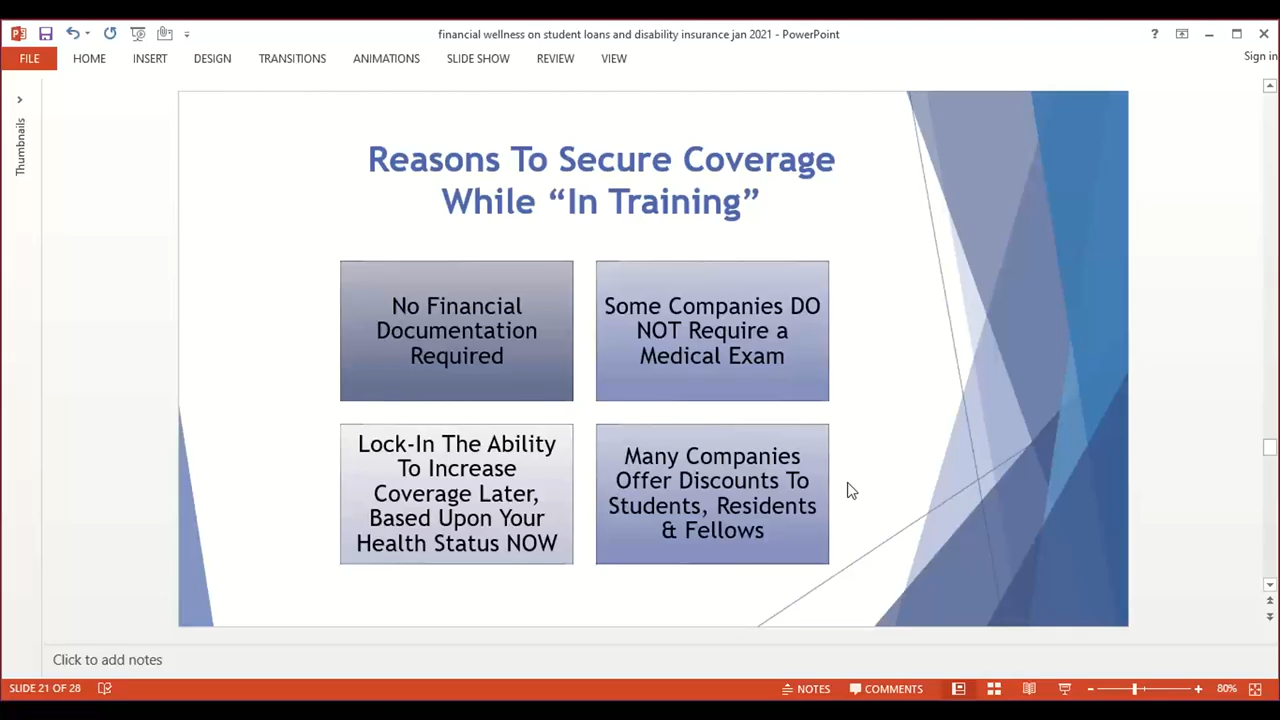 financial wellness on student loans and disability insurance jan 2021 - PowerPoint
?
FILE HOME INSERT DESIGN TRANSITIONS ANIMATIONS SLIDE SHOW REVIEW VIEW
Sign in
Thumbnails
Reasons To Secure Coverage
While “In Training”
No Financial
Documentation
Required
Some Companies DO
NOT Require a
Medical Exam
Lock-In The Ability
To Increase
Coverage Later,
Based Upon Your
Health Status NOW
Many Companies
Offer Discounts To
Students, Residents
& Fellows
Click to add notes
SLIDE 21 OF 28
NOTES
COMMENTS
80%